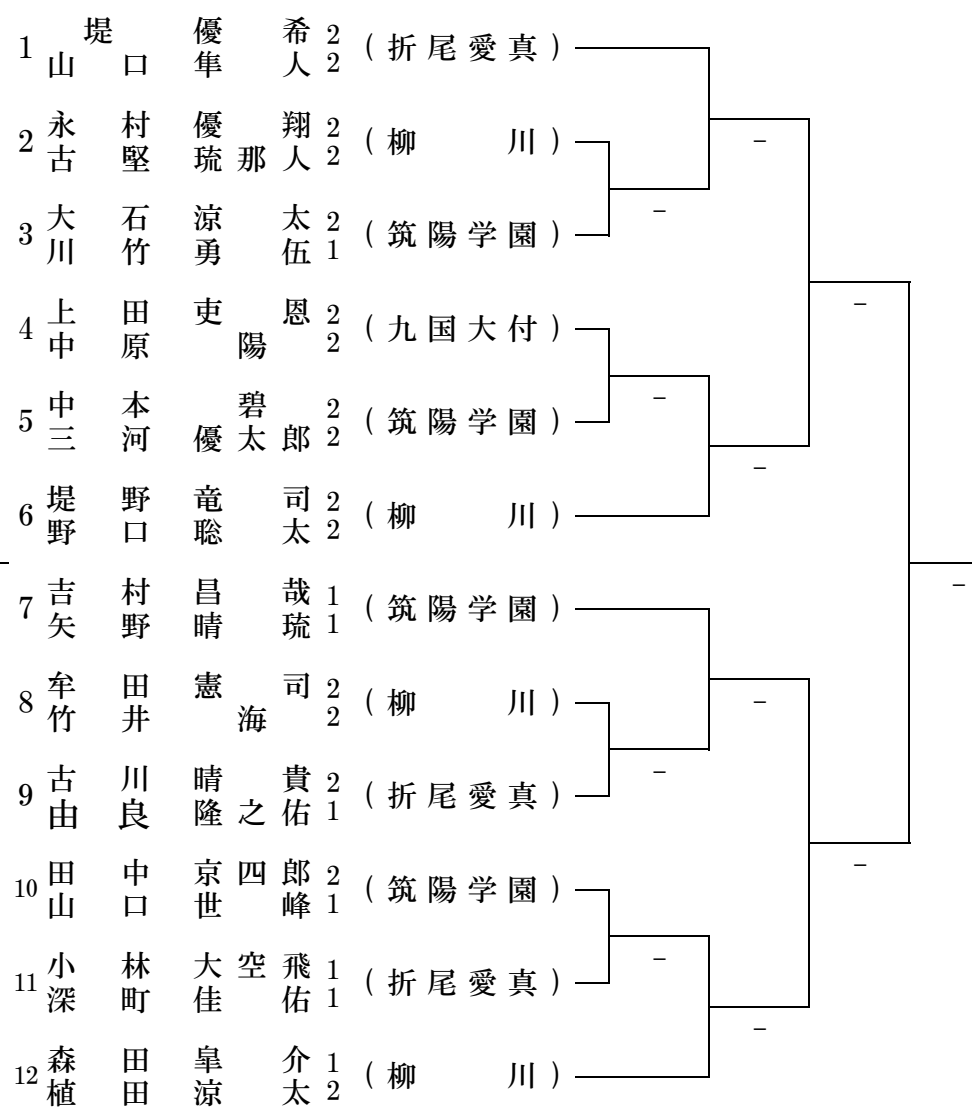 1 堤 優希 2 (折尾愛真)
山口隼人 2
2 永村優翔 2 (柳川)
古堅琉那人 2
–
–
3 大石涼太 2 (筑陽学園)
川竹勇伍 1
–
4 上田吏恩 2 (九国大付)
中原陽 2
–
5 中本碧 2 (筑陽学園)
三河優太郎 2
–
6 堤野竜司 2 (柳川)
野口聡太 2
–
7 吉村昌哉 1 (筑陽学園)
矢野晴琉 1
8 牟田憲司 2 (柳川)
竹井海 2
–
–
9 古川晴貴 2 (折尾愛真)
由良隆之佑 1
–
10 田中京四郎 2 (筑陽学園)
山口世峰 1
–
11 小林大空飛 1 (折尾愛真)
深町佳佑 1
–
12 森田皐介 1 (柳川)
植田涼太 2